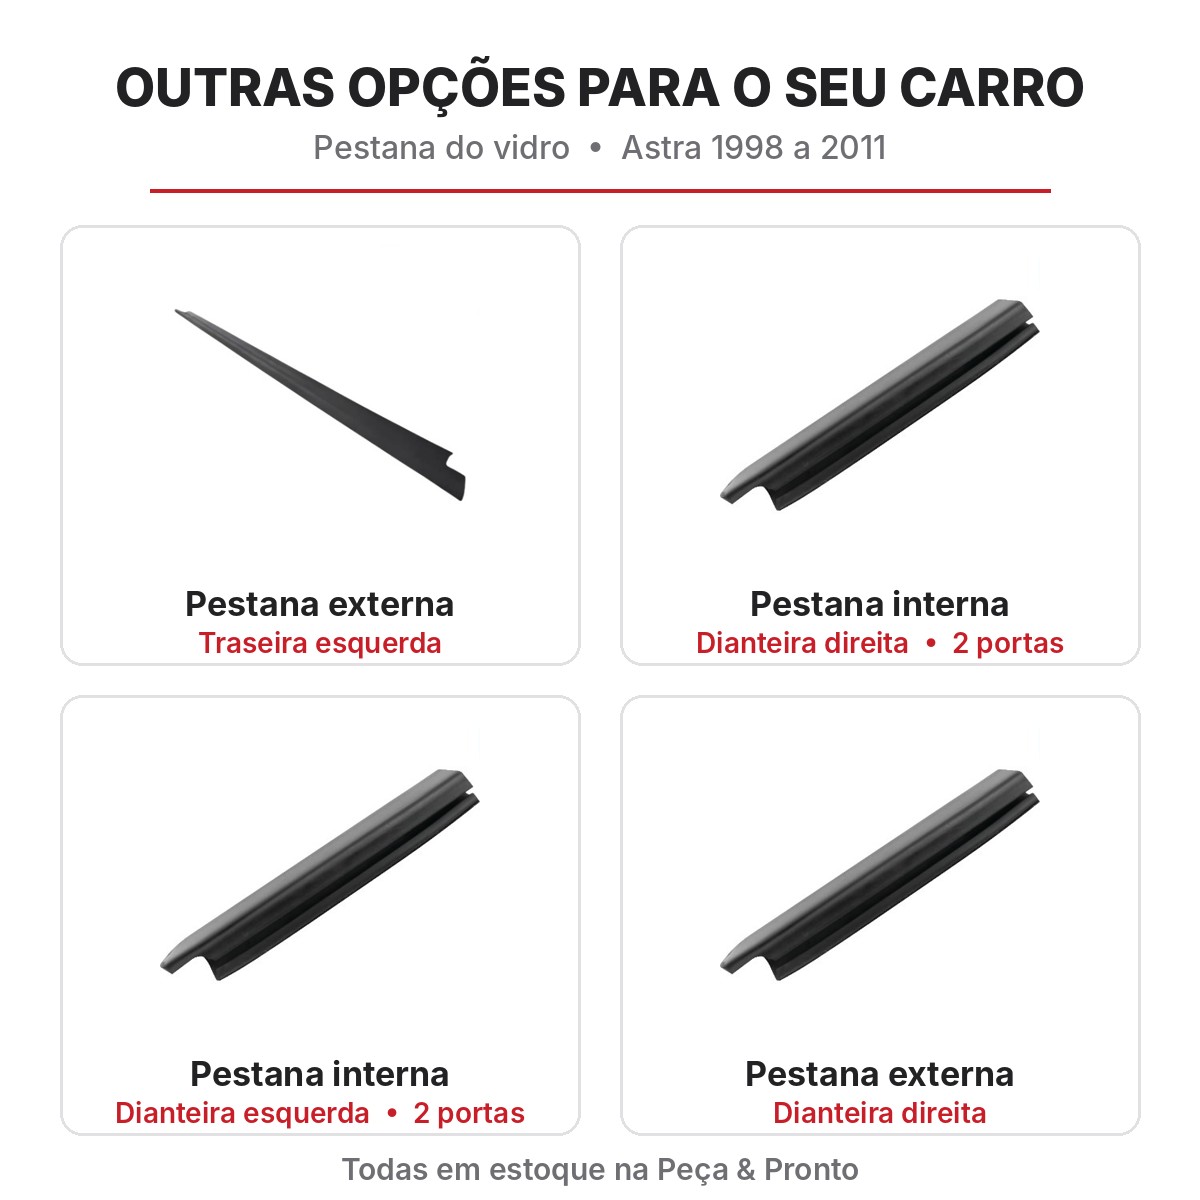 OUTRAS OPÇÕES PARA O SEU CARRO
Pestana do vidro • Astra 1998 a 2011
Pestana externa
Traseira esquerda
Pestana interna
Dianteira direita • 2 portas
Pestana interna
Dianteira esquerda • 2 portas
Pestana externa
Dianteira direita
Todas em estoque na Peça & Pronto